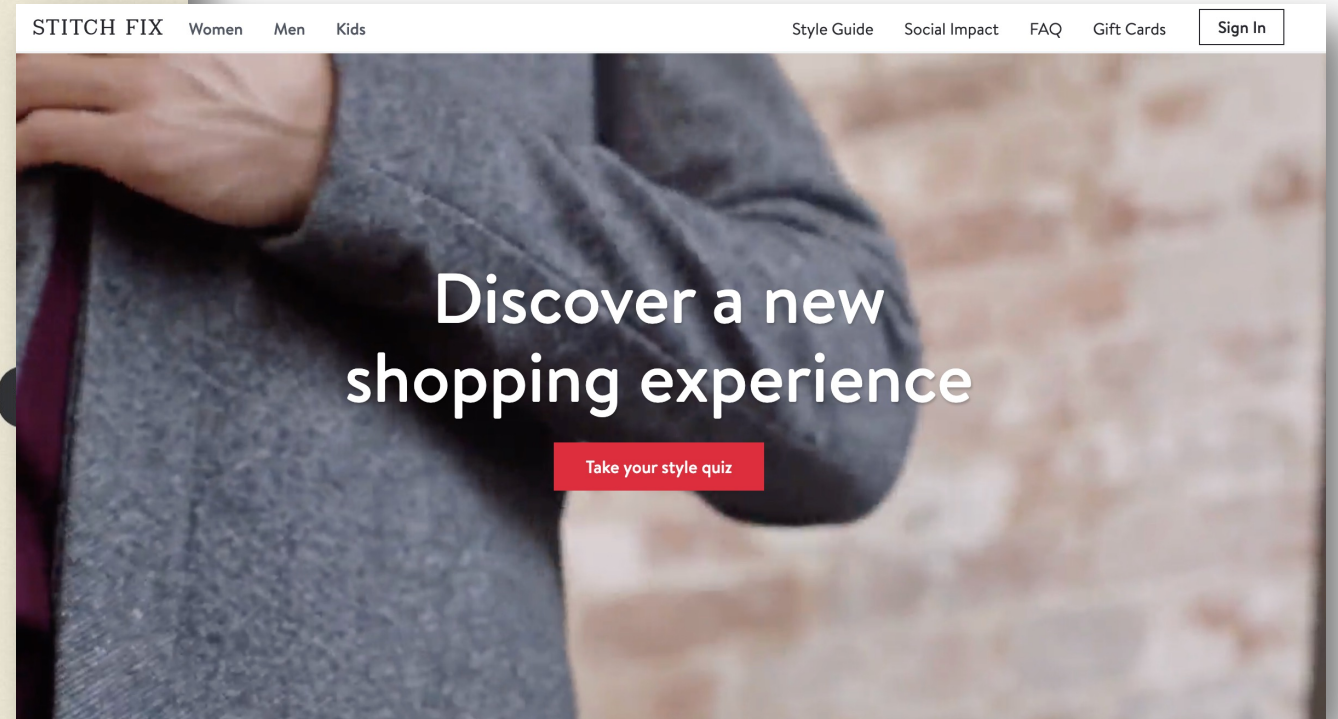 STITCH FIX Women Men Kids Style Guide Social Impact FAQ Gift Cards Sign In
Discover a new
shopping experience
Take your style quiz